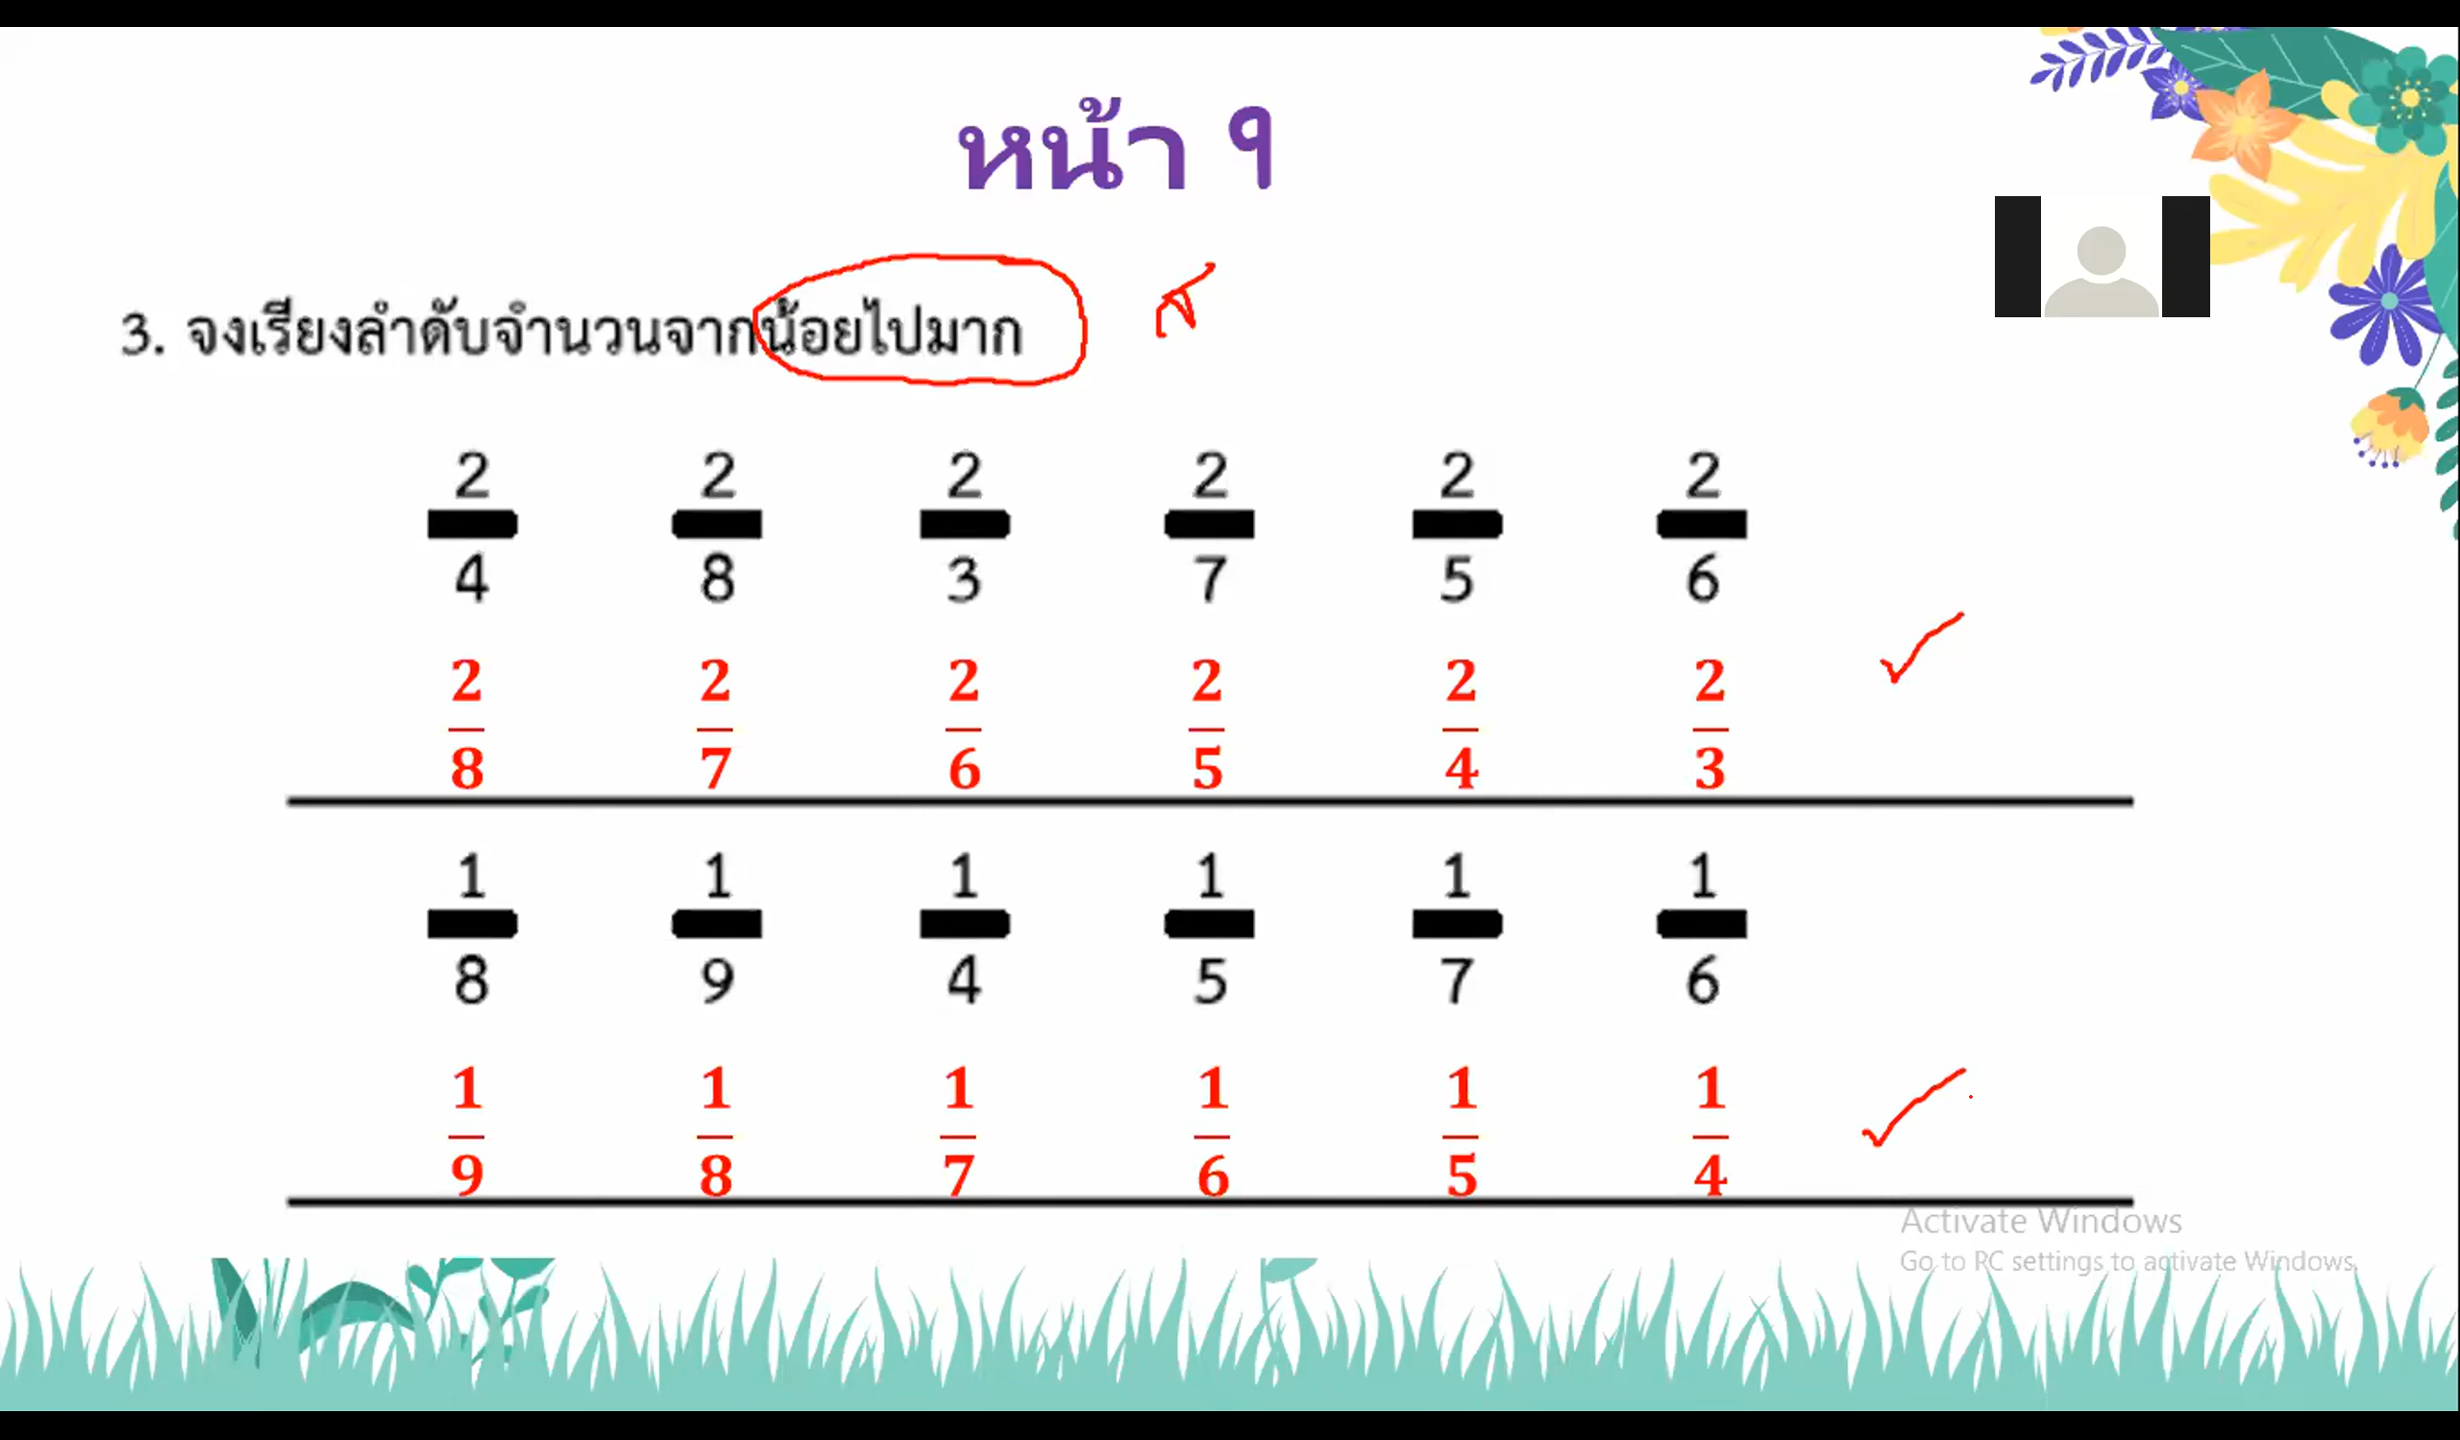 หน้า 9
3. จงเรียงลำดับจำนวนจากน้อยไปมาก
2 2 2 2 2 2
4 8 3 7 5 6
2 2 2 2 2 2
8 7 6 5 4 3
1 1 1 1 1 1
8 9 4 5 7 6
1 1 1 1 1 1
9 8 7 6 5 4
Activate Windows
Go to PC settings to activate Windows.